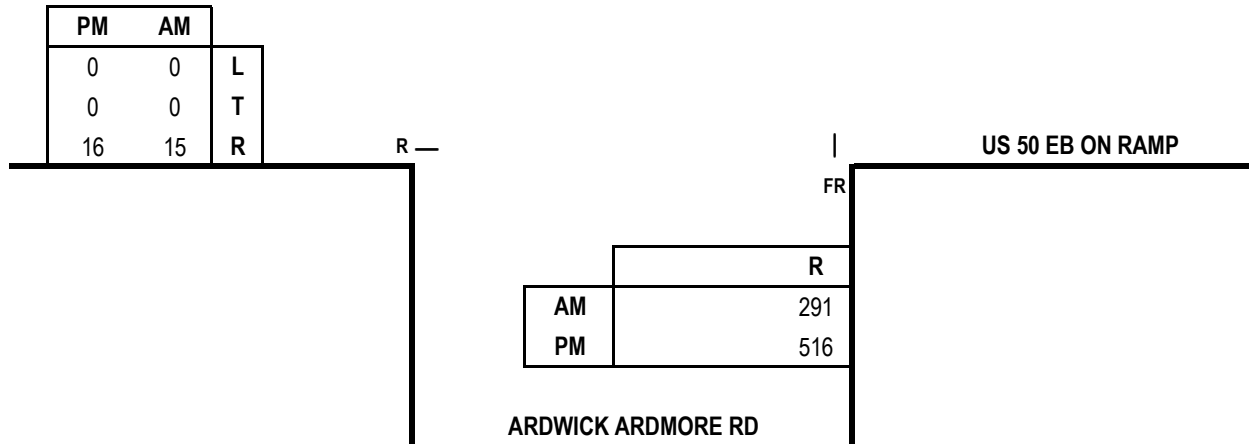 PM AM
0 0 L
0 0 T
16 15 R
R
US 50 EB ON RAMP
FR
R
AM 291
PM 516
ARDWICK ARDMORE RD